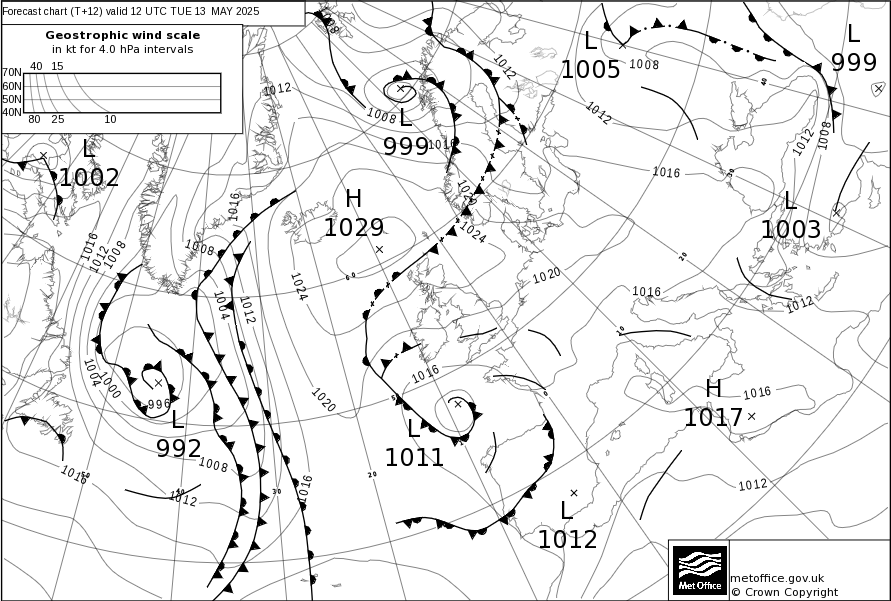 Forecast chart (T+12) valid 12 UTC TUE 13 MAY 2025
Geostrophic wind scale
in kt for 4.0 hPa intervals
40 15
70N
60N
50N
40N
80 25 10
L
1005
L
999
1008
1012
1012
1008
L
999
1016
1012
1012
1008
L
1002
1016
1020
1024
H
1029
L
1003
1016
1016
1012
1008
1008
1024
1020
1016
1012
1004
1012
1004
1000
996
L
992
1020
1016
L
1011
H
1017
1016
1008
1016
1012
1016
1012
L
1012
Met Office
metoffice.gov.uk
© Crown Copyright